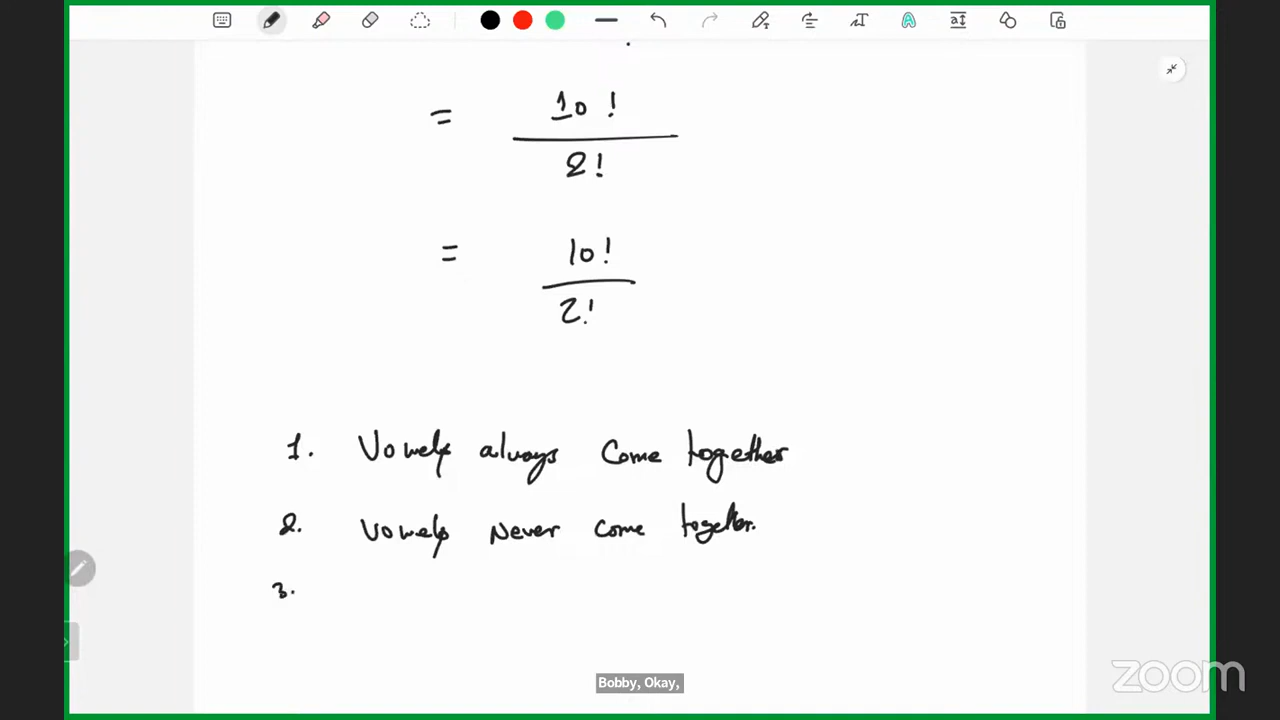 = 10! / 2!
= 10! / 2!
1. Vowels always come together
2. Vowels Never come together.
3.
Bobby, Okay,
zoom